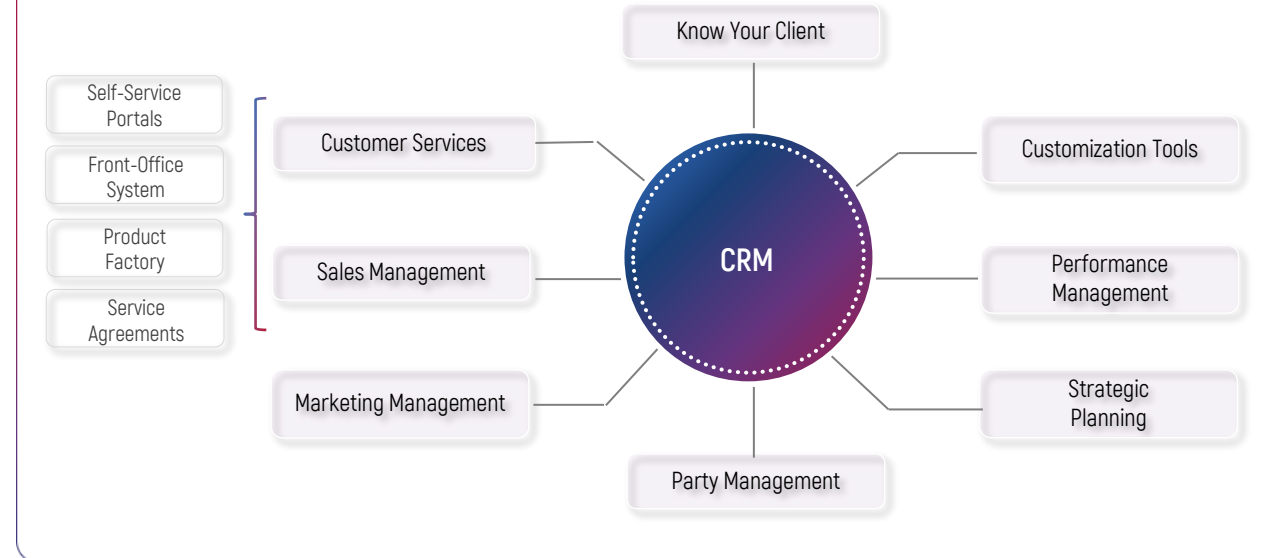 Know Your Client
Self-Service
Portals
Front-Office
System
Product
Factory
Service
Agreements
Customer Services
Sales Management
Marketing Management
CRM
Customization Tools
Performance
Management
Strategic
Planning
Party Management